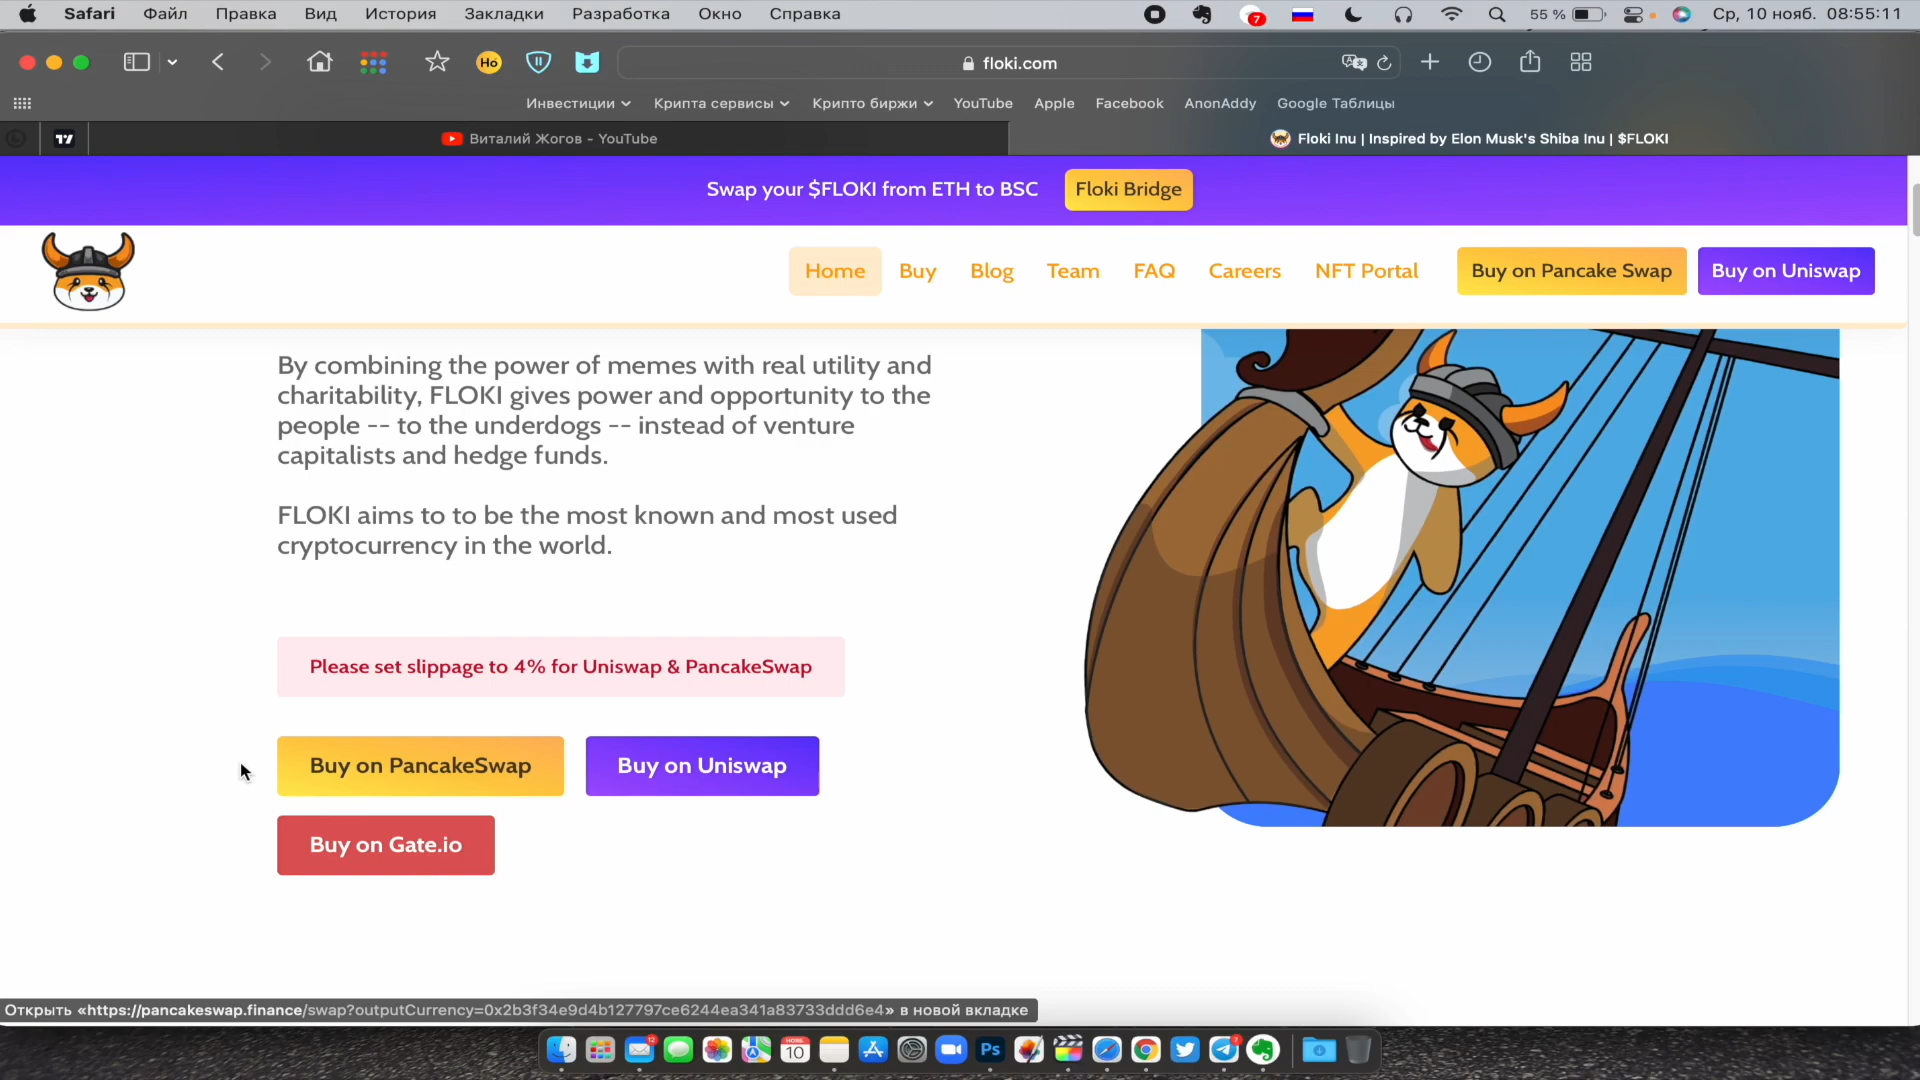 Safari Файл Правка Вид История Закладки Разработка Окно Справка 7 55 % Ср, 10 нояб. 08:55:11
Ho floki.com
Инвестиции Крипта сервисы Крипто биржи YouTube Apple Facebook AnonAddy Google Таблицы
Виталий Жогов - YouTube Floki Inu | Inspired by Elon Musk's Shiba Inu | $FLOKI
Swap your $FLOKI from ETH to BSC Floki Bridge
Home Buy Blog Team FAQ Careers NFT Portal Buy on Pancake Swap Buy on Uniswap
By combining the power of memes with real utility and
charitability, FLOKI gives power and opportunity to the
people -- to the underdogs -- instead of venture
capitalists and hedge funds.
FLOKI aims to to be the most known and most used
cryptocurrency in the world.
Please set slippage to 4% for Uniswap & PancakeSwap
Buy on PancakeSwap Buy on Uniswap
Buy on Gate.io
Открыть «https://pancakeswap.finance/swap?outputCurrency=0x2b3f34e9d4b127797ce6244ea341a83733ddd6e4» в новой вкладке
12 10 Ps 7